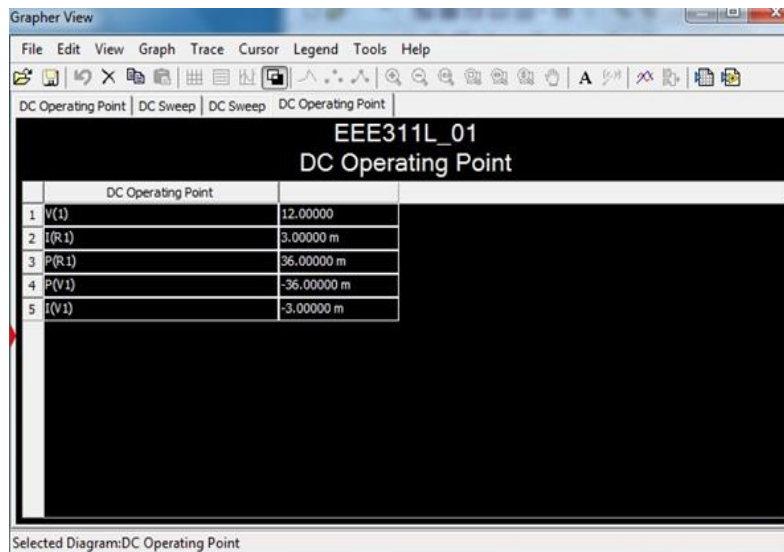 Grapher View
File Edit View Graph Trace Cursor Legend Tools Help
A
DC Operating Point DC Sweep DC Sweep DC Operating Point
EEE311L_01
DC Operating Point
DC Operating Point
1 V(1) 12.00000
2 I(R1) 3.00000 m
3 P(R1) 36.00000 m
4 P(V1) -36.00000 m
5 I(V1) -3.00000 m
Selected Diagram:DC Operating Point